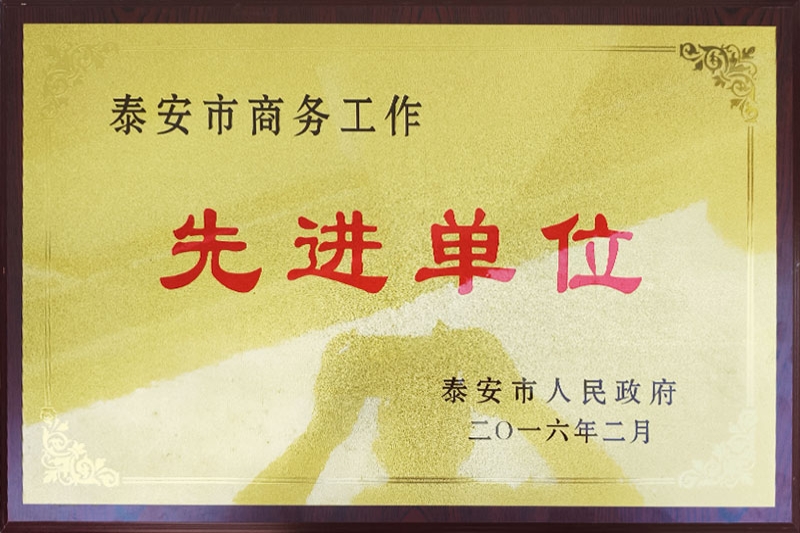 泰安市商务工作
先进单位
泰安市人民政府
二〇一六年二月